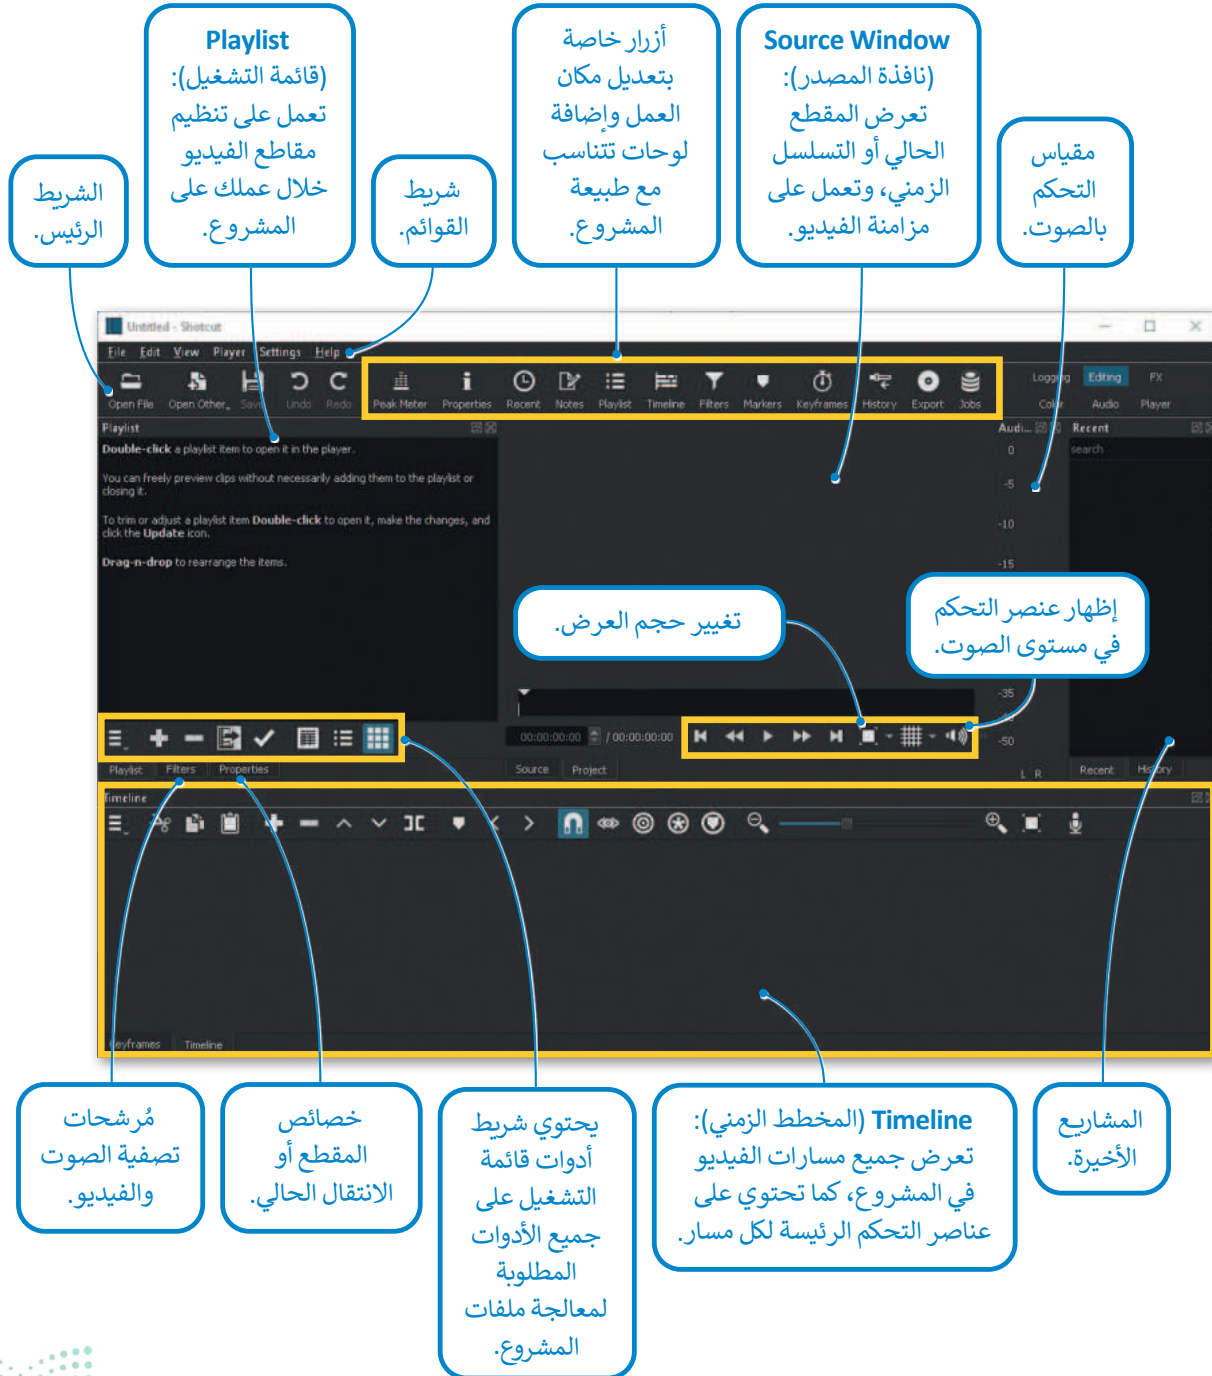 Playlist
(قائمة التشغيل):
تعمل على تنظيم
مقاطع الفيديو
خلال عملك على
المشروع.
أزرار خاصة
بتعديل مكان
العمل وإضافة
لوحات تتناسب
مع طبيعة
المشروع.
Source Window
(نافذة المصدر):
تعرض المقطع
الحالي أو التسلسل
الزمني، وتعمل على
مزامنة الفيديو.
مقياس
التحكم
بالصوت.
شريط
القوائم.
الشريط
الرئيس.
Untitled - Shotcut
File Edit View Player Settings Help
Open File Open Other Save Undo Redo Peak Meter Properties Recent Notes Playlist Timeline Filters Markers Keyframes History Export Jobs
Logging Editing FX
Color Audio Player
Playlist
Audi... Recent
Double-click a playlist item to open it in the player.
You can freely preview clips without necessarily adding them to the playlist or
closing it.
To trim or adjust a playlist item Double-click to open it, make the changes, and
click the Update icon.
Drag-n-drop to rearrange the items.
search
0
-5
-10
-15
-35
-50
L R
إظهار عنصر التحكم
في مستوى الصوت.
تغيير حجم العرض.
00:00:00:00 / 00:00:00:00
Playlist Filters Properties
Source Project
Recent History
Timeline
Keyframes Timeline
مُرشحات
تصفية الصوت
والفيديو.
خصائص
المقطع أو
الانتقال الحالي.
يحتوي شريط
أدوات قائمة
التشغيل على
جميع الأدوات
المطلوبة
لمعالجة ملفات
المشروع.
Timeline (المخطط الزمني):
تعرض جميع مسارات الفيديو
في المشروع، كما تحتوي على
عناصر التحكم الرئيسة لكل مسار.
المشاريع
الأخيرة.